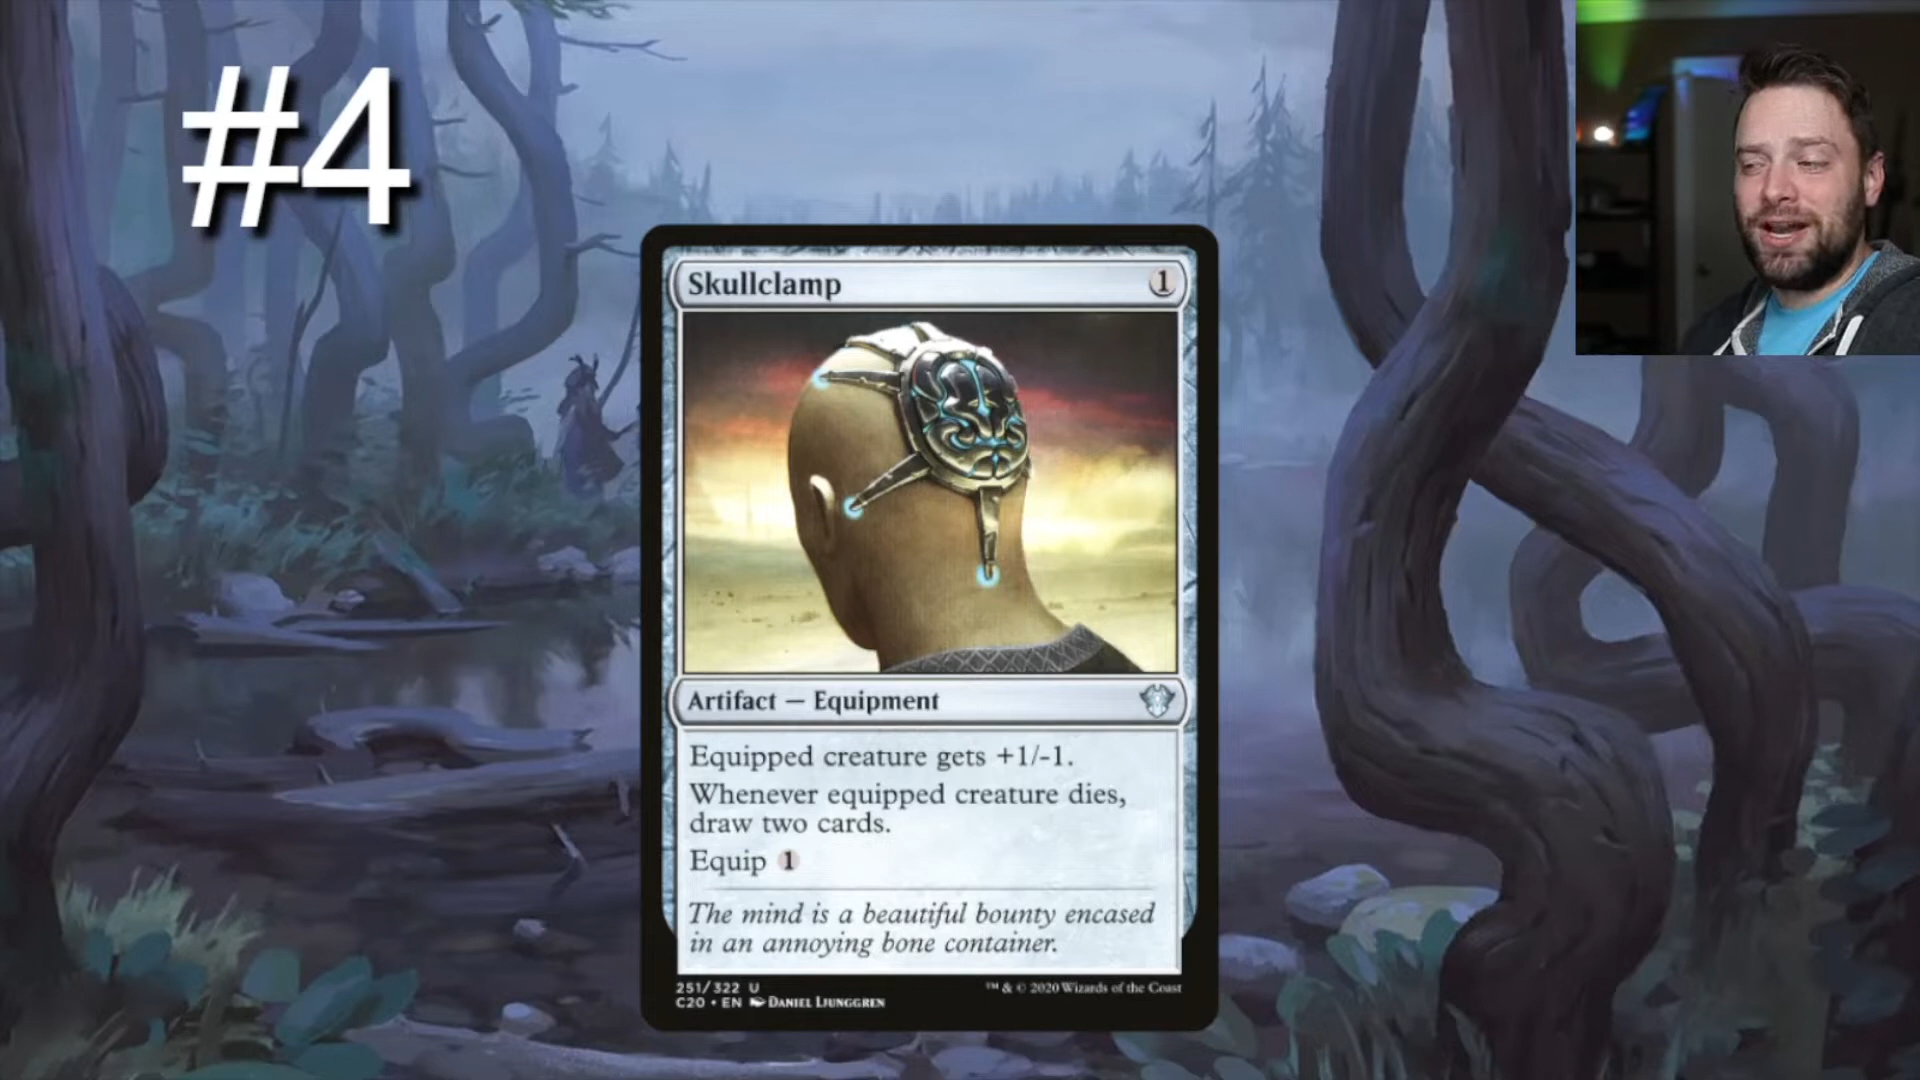 #4
Skullclamp 1
Artifact — Equipment
Equipped creature gets +1/-1.
Whenever equipped creature dies,
draw two cards.
Equip 1
The mind is a beautiful bounty encased
in an annoying bone container.
251/322 U
C20 • EN DANIEL LJUNGGREN
™ & © 2020 Wizards of the Coast